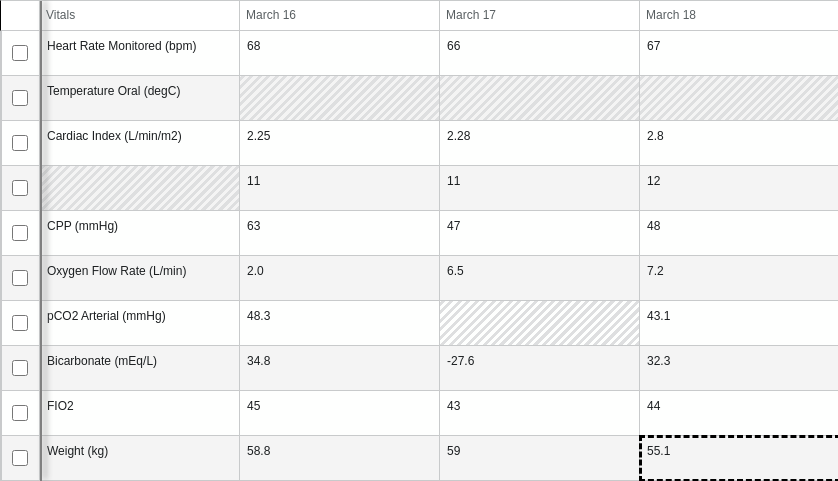 Vitals March 16 March 17 March 18
Heart Rate Monitored (bpm) 68 66 67
Temperature Oral (degC)
Cardiac Index (L/min/m2) 2.25 2.28 2.8
11 11 12
CPP (mmHg) 63 47 48
Oxygen Flow Rate (L/min) 2.0 6.5 7.2
pCO2 Arterial (mmHg) 48.3 43.1
Bicarbonate (mEq/L) 34.8 -27.6 32.3
FIO2 45 43 44
Weight (kg) 58.8 59 55.1